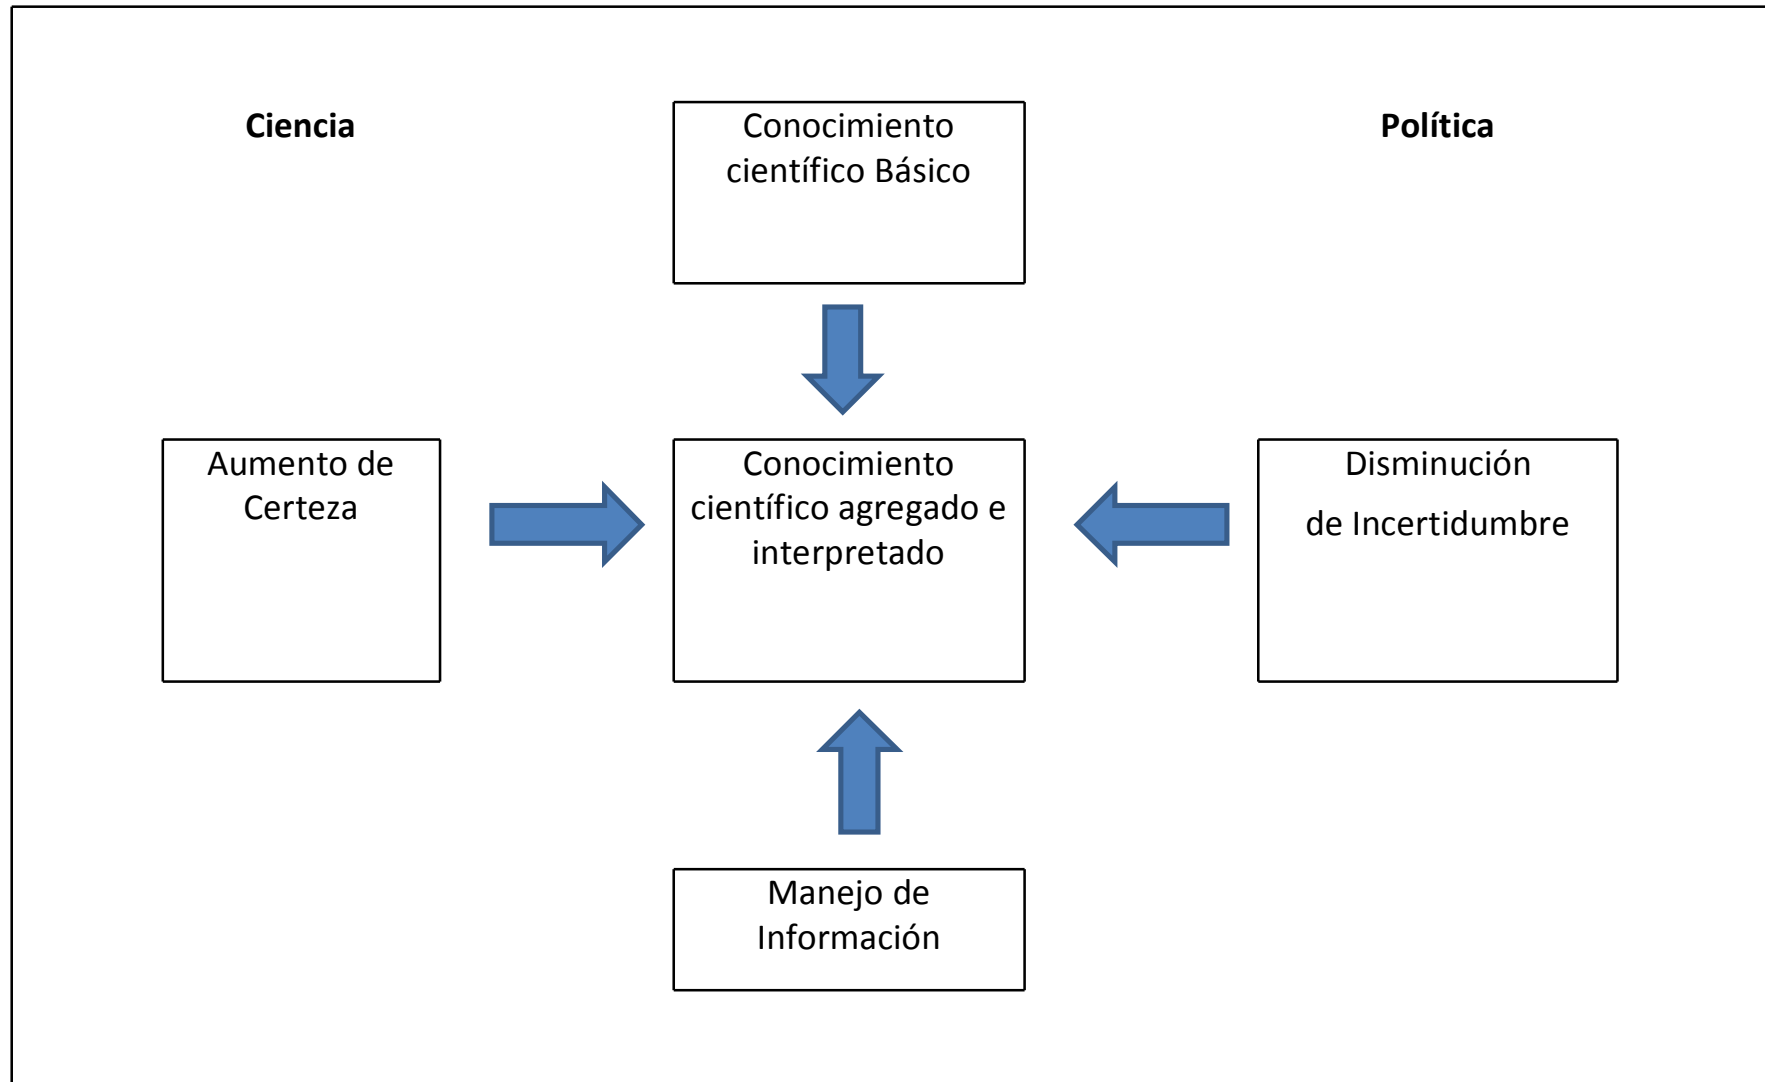 Ciencia
Conocimiento
científico Básico
Política
Aumento de
Certeza
Conocimiento
científico agregado e
interpretado
Disminución
de Incertidumbre
Manejo de
Información